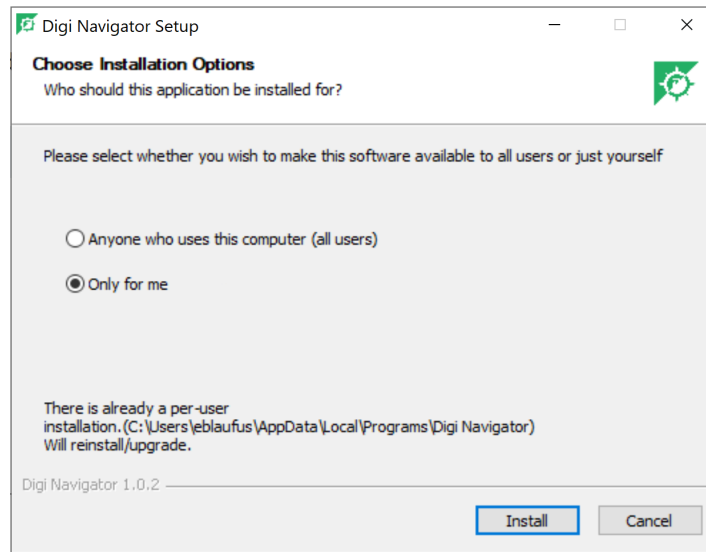 Digi Navigator Setup
Choose Installation Options
Who should this application be installed for?
Please select whether you wish to make this software available to all users or just yourself
Anyone who uses this computer (all users)
Only for me
There is already a per-user
installation.(C:\Users\eblaufus\AppData\Local\Programs\Digi Navigator)
Will reinstall/upgrade.
Digi Navigator 1.0.2
Install Cancel